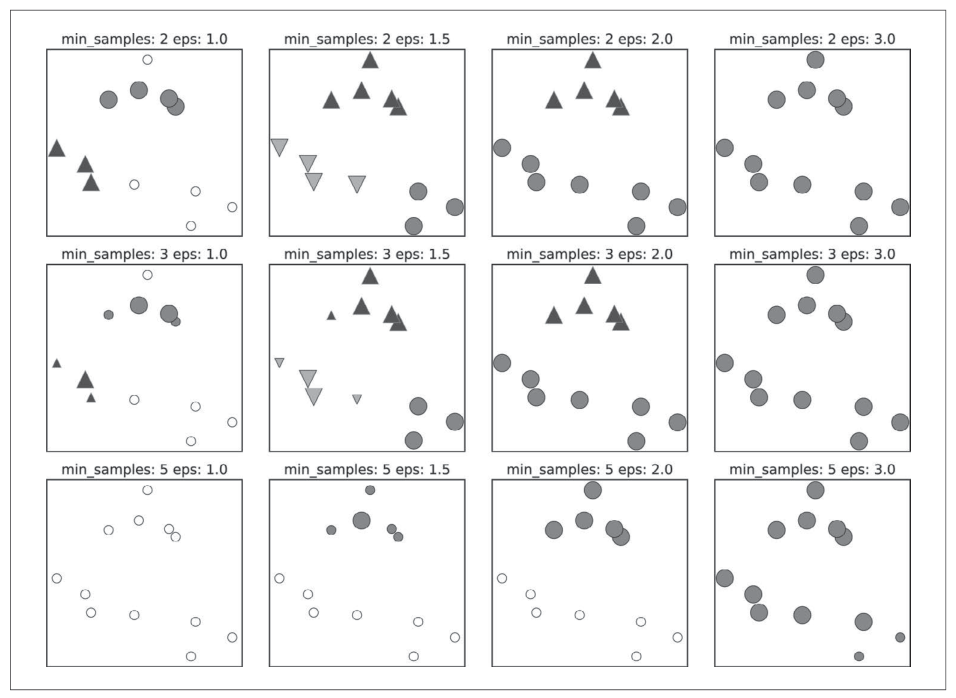 min_samples: 2 eps: 1.0
min_samples: 2 eps: 1.5
min_samples: 2 eps: 2.0
min_samples: 2 eps: 3.0
min_samples: 3 eps: 1.0
min_samples: 3 eps: 1.5
min_samples: 3 eps: 2.0
min_samples: 3 eps: 3.0
min_samples: 5 eps: 1.0
min_samples: 5 eps: 1.5
min_samples: 5 eps: 2.0
min_samples: 5 eps: 3.0